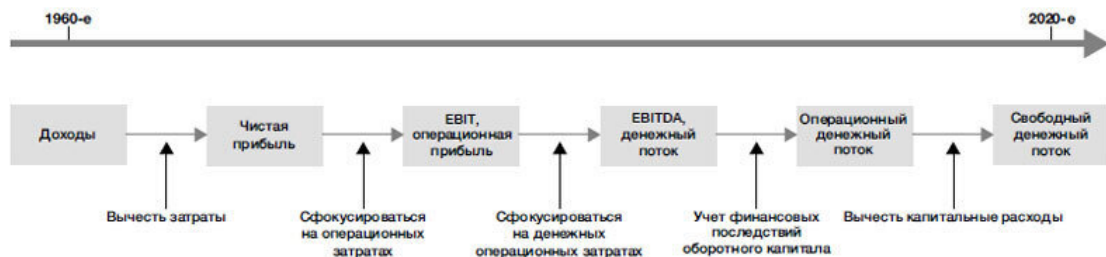 1960-е
2020-е
Доходы
Чистая
прибыль
EBIT,
операционная
прибыль
EBITDA,
денежный
поток
Операционный
денежный
поток
Свободный
денежный
поток
Вычесть затраты
Сфокусироваться
на операционных
затратах
Сфокусироваться
на денежных
операционных затратах
Учет финансовых
последствий
оборотного капитала
Вычесть капитальные расходы